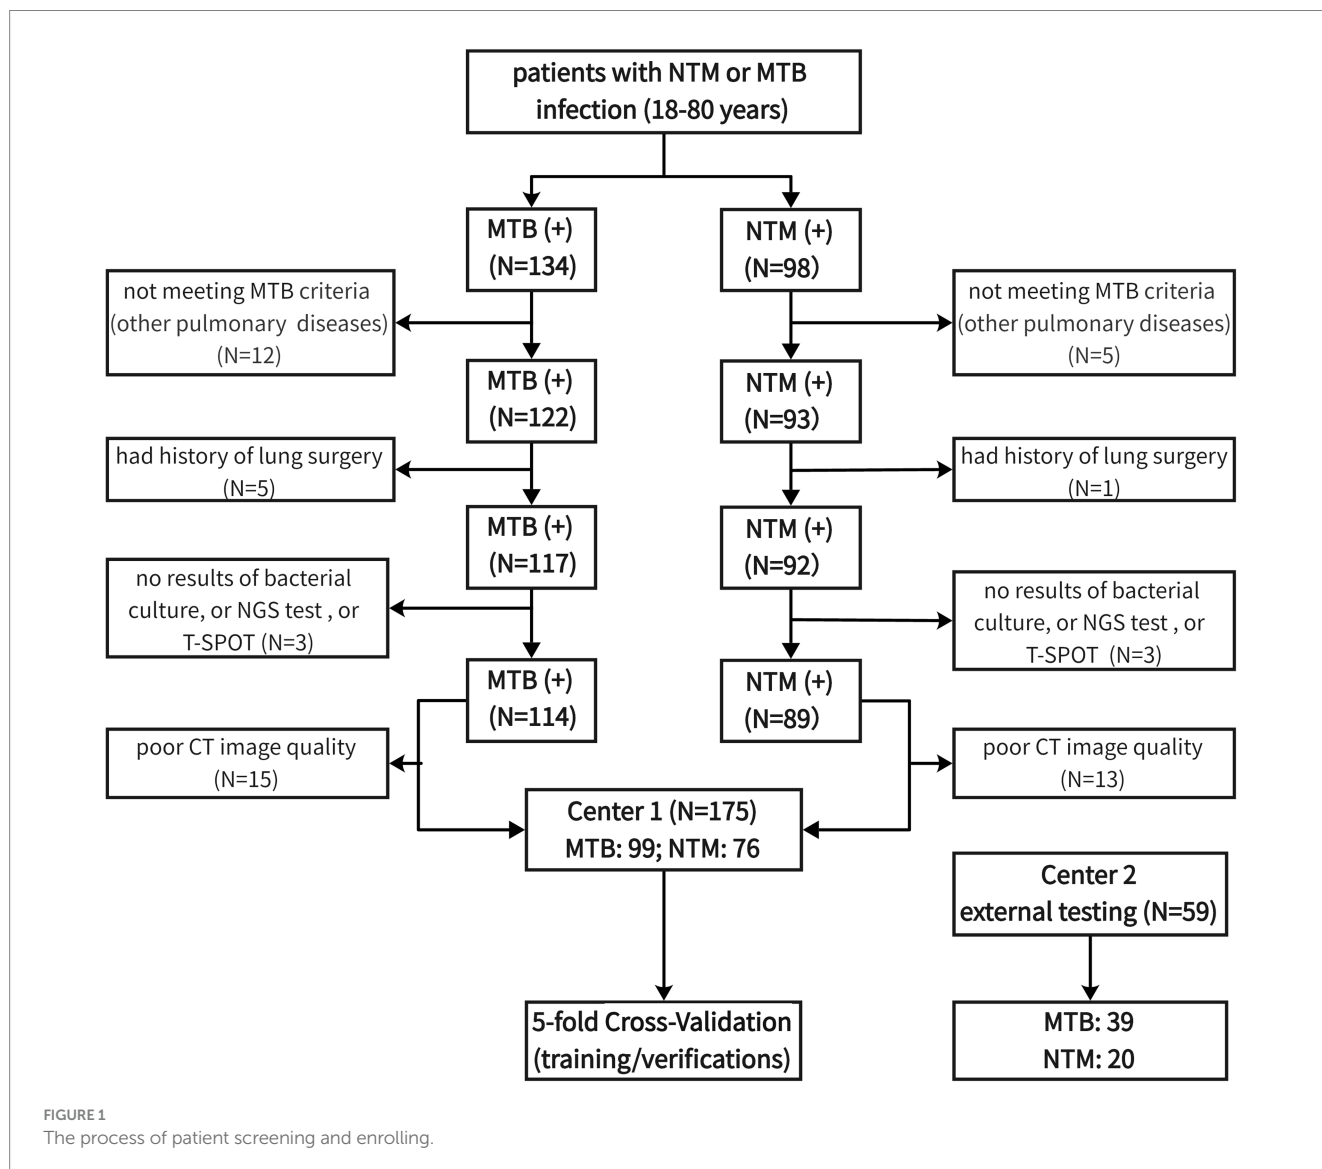 patients with NTM or MTB
infection (18-80 years)
MTB (+)
(N=134)
NTM (+)
(N=98)
not meeting MTB criteria
(other pulmonary diseases)
(N=12)
not meeting MTB criteria
(other pulmonary diseases)
(N=5)
MTB (+)
(N=122)
NTM (+)
(N=93)
had history of lung surgery
(N=5)
had history of lung surgery
(N=1)
MTB (+)
(N=117)
NTM (+)
(N=92)
no results of bacterial
culture, or NGS test , or
T-SPOT (N=3)
no results of bacterial
culture, or NGS test , or
T-SPOT (N=3)
MTB (+)
(N=114)
NTM (+)
(N=89)
poor CT image quality
(N=15)
poor CT image quality
(N=13)
Center 1 (N=175)
MTB: 99; NTM: 76
Center 2
external testing (N=59)
5-fold Cross-Validation
(training/verifications)
MTB: 39
NTM: 20
FIGURE 1
The process of patient screening and enrolling.